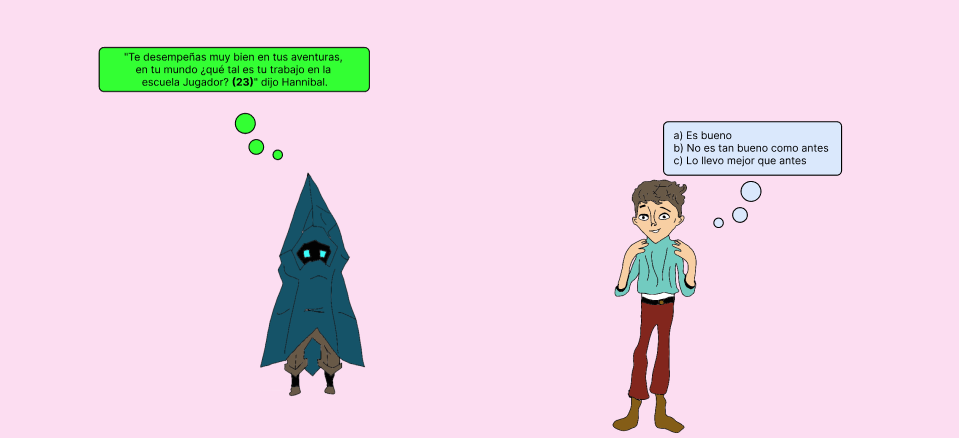 "Te desempeñas muy bien en tus aventuras,
en tu mundo ¿qué tal es tu trabajo en la
escuela Jugador? (23)" dijo Hannibal.
a) Es bueno
b) No es tan bueno como antes
c) Lo llevo mejor que antes